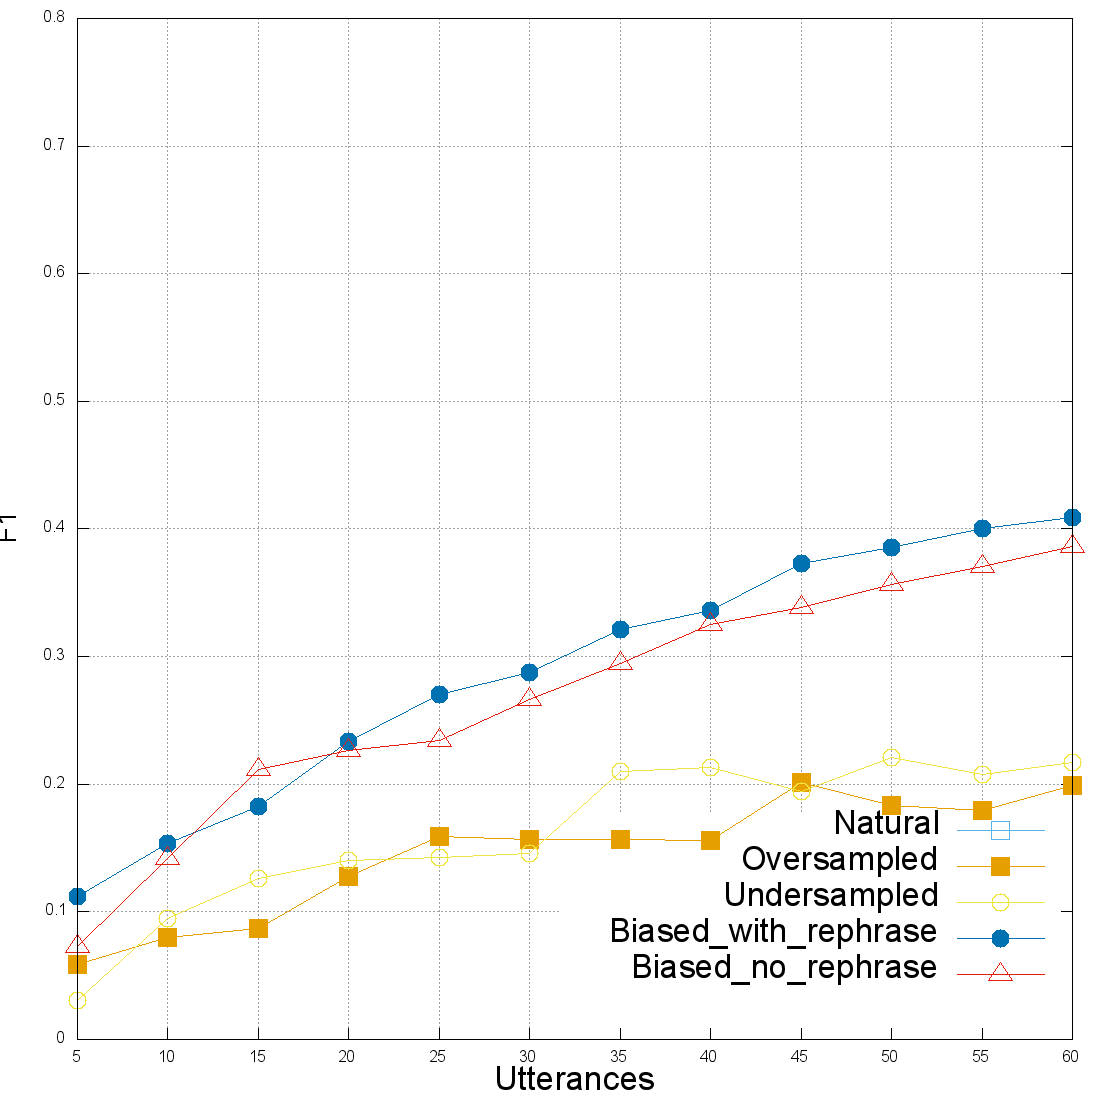 0.8
0.7
0.6
0.5
0.4
0.3
0.2
0.1
0
F1
5 10 15 20 25 30 35 40 45 50 55 60
Utterances
Natural
Oversampled
Undersampled
Biased_with_rephrase
Biased_no_rephrase